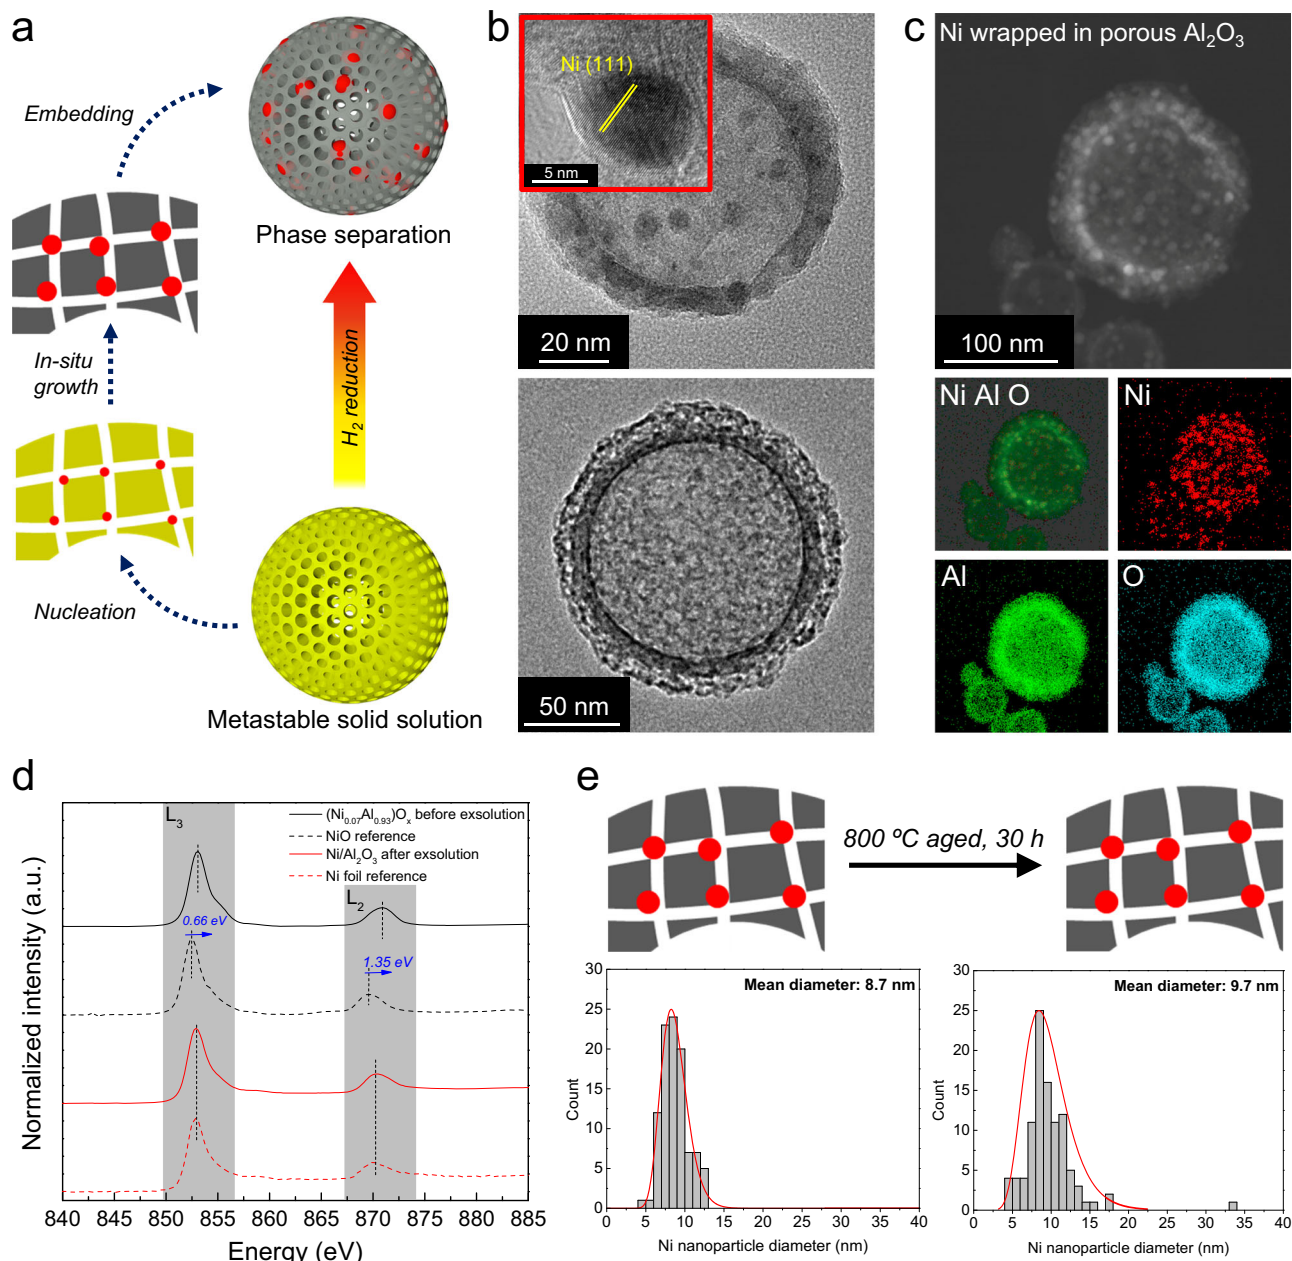 a
Embedding
Phase separation
In-situ
growth
H₂ reduction
Nucleation
Metastable solid solution
b
Ni (111)
5 nm
20 nm
50 nm
c
Ni wrapped in porous Al₂O₃
100 nm
Ni Al O
Ni
Al
O
d
L₃
(Ni₀.₀₇Al₀.₉₃)Oₓ before exsolution
NiO reference
Ni/Al₂O₃ after exsolution
Ni foil reference
L₂
0.66 eV
1.35 eV
Normalized intensity (a.u.)
840 845 850 855 860 865 870 875 880 885
Energy (eV)
e
800 ºC aged, 30 h
Mean diameter: 8.7 nm
30
25
20
15
10
5
0
Count
0 5 10 15 20 25 30 35 40
Ni nanoparticle diameter (nm)
Mean diameter: 9.7 nm
30
25
20
15
10
5
0
Count
0 5 10 15 20 25 30 35 40
Ni nanoparticle diameter (nm)